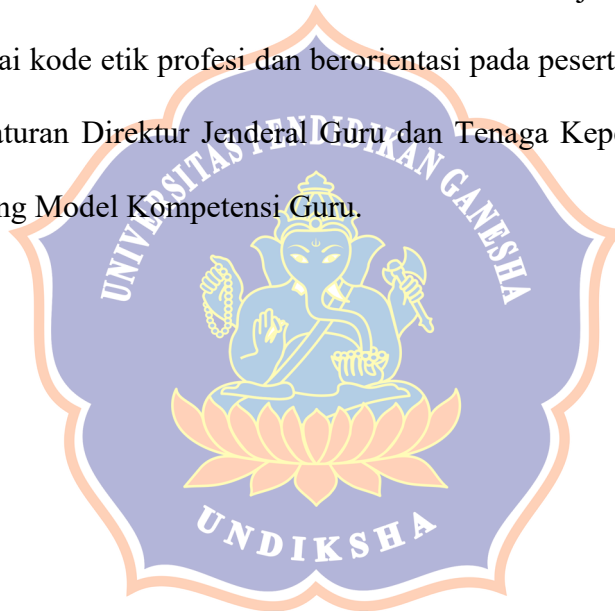 ai kode etik profesi dan berorientasi pada pesert
aturan Direktur Jenderal Guru dan Tenaga Kepe
ng Model Kompetensi Guru.
UNIVERSITAS PENDIDIKAN GANESHA
UNDIKSHA